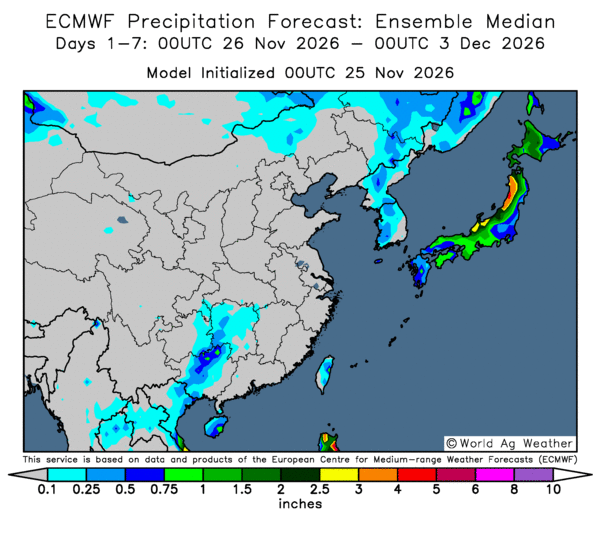 ECMWF Precipitation Forecast: Ensemble Median
Days 1–7: 00UTC 26 Nov 2026 – 00UTC 3 Dec 2026
Model Initialized 00UTC 25 Nov 2026
© World Ag Weather
This service is based on data and products of the European Centre for Medium-range Weather Forecasts (ECMWF)
0.1 0.25 0.5 0.75 1 1.5 2 2.5 3 4 5 6 8 10
inches